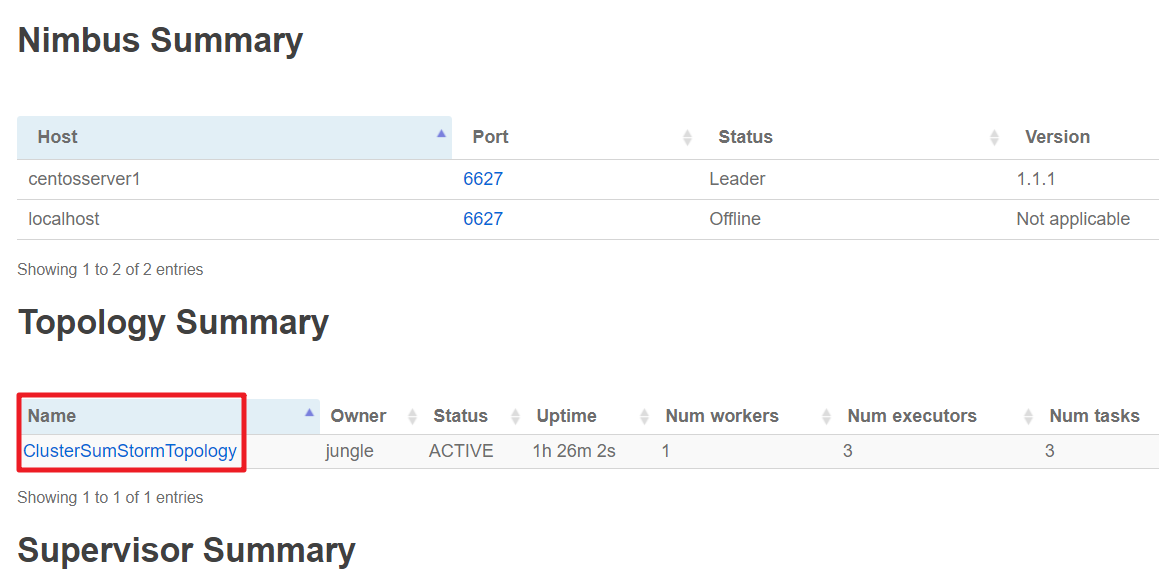 Nimbus Summary
Host Port Status Version
centosserver1 6627 Leader 1.1.1
localhost 6627 Offline Not applicable
Showing 1 to 2 of 2 entries
Topology Summary
Name Owner Status Uptime Num workers Num executors Num tasks
ClusterSumStormTopology jungle ACTIVE 1h 26m 2s 1 3 3
Showing 1 to 1 of 1 entries
Supervisor Summary